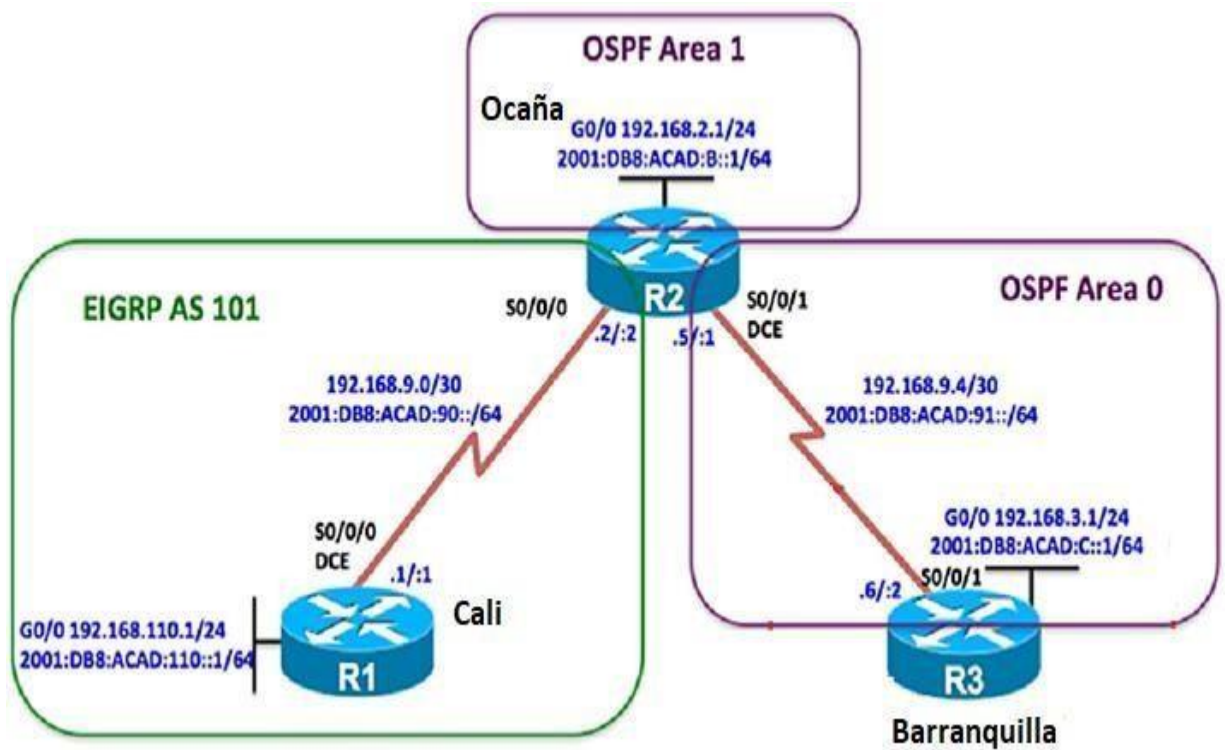 OSPF Area 1
Ocaña
G0/0 192.168.2.1/24
2001:DB8:ACAD:B::1/64
EIGRP AS 101
OSPF Area 0
R2
S0/0/0
S0/0/1
DCE
.2/:2
.5/:1
192.168.9.0/30
2001:DB8:ACAD:90::/64
192.168.9.4/30
2001:DB8:ACAD:91::/64
S0/0/0
DCE
.1/:1
Cali
G0/0 192.168.110.1/24
2001:DB8:ACAD:110::1/64
R1
G0/0 192.168.3.1/24
2001:DB8:ACAD:C::1/64
.6/:2
S0/0/1
R3
Barranquilla